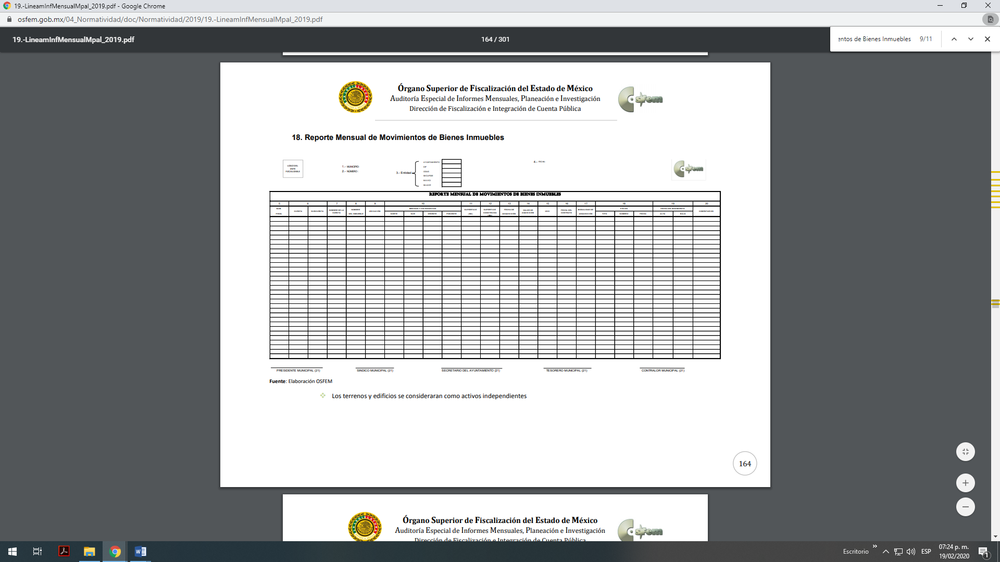 19.-LineamInfMensualMpal_2019.pdf - Google Chrome
osfem.gob.mx/04_Normatividad/doc/Normatividad/2019/19.-LineamInfMensualMpal_2019.pdf
19.-LineamInfMensualMpal_2019.pdf
164 / 301
entos de Bienes Inmuebles 9/11
Órgano Superior de Fiscalización del Estado de México
Auditoría Especial de Informes Mensuales, Planeación e Investigación
Dirección de Fiscalización e Integración de Cuenta Pública
osfem
18. Reporte Mensual de Movimientos de Bienes Inmuebles
LOGO DEL
ENTE
FISCALIZABLE
1.- MUNICIPIO:
2.- NÚMERO:
3.- Entidad
AYUNTAMIENTO
DIF
ODAS
IMCUFIDE
MAVICI
IMJUVE
4.- FECHA:
osfem
REPORTE MENSUAL DE MOVIMIENTOS DE BIENES INMUEBLES
5 6 7 8 9 10 11 12 13 14 15 16 17 18 19 20
NUM. PROG.
CUENTA
SUBCUENTA
NOMBRE DE LA CUENTA
NOMBRE DEL INMUEBLE
UBICACIÓN
MEDIDAS Y COLINDANCIAS
NORTE SUR ORIENTE PONIENTE
SUPERFICIE (M2)
SUPERFICIE CONSTRUIDA (M2)
FECHA DE ADQUISICIÓN
VALOR DE ADQUISICIÓN
USO
FECHA DEL CONTRATO
MODALIDAD DE ADQUISICIÓN
PÓLIZA
TIPO NÚMERO FECHA
FECHA DEL MOVIMIENTO
ALTA BAJA
COMENTARIOS
PRESIDENTE MUNICIPAL (21)
SINDICO MUNICIPAL (21)
SECRETARIO DEL AYUNTAMIENTO (21)
TESORERO MUNICIPAL (21)
CONTRALOR MUNICIPAL (21)
Fuente: Elaboración OSFEM
Los terrenos y edificios se consideraran como activos independientes
164
Órgano Superior de Fiscalización del Estado de México
Auditoría Especial de Informes Mensuales, Planeación e Investigación
Dirección de Fiscalización e Integración de Cuenta Pública
osfem
Escritorio
ESP
07:24 p. m.
19/02/2020
1